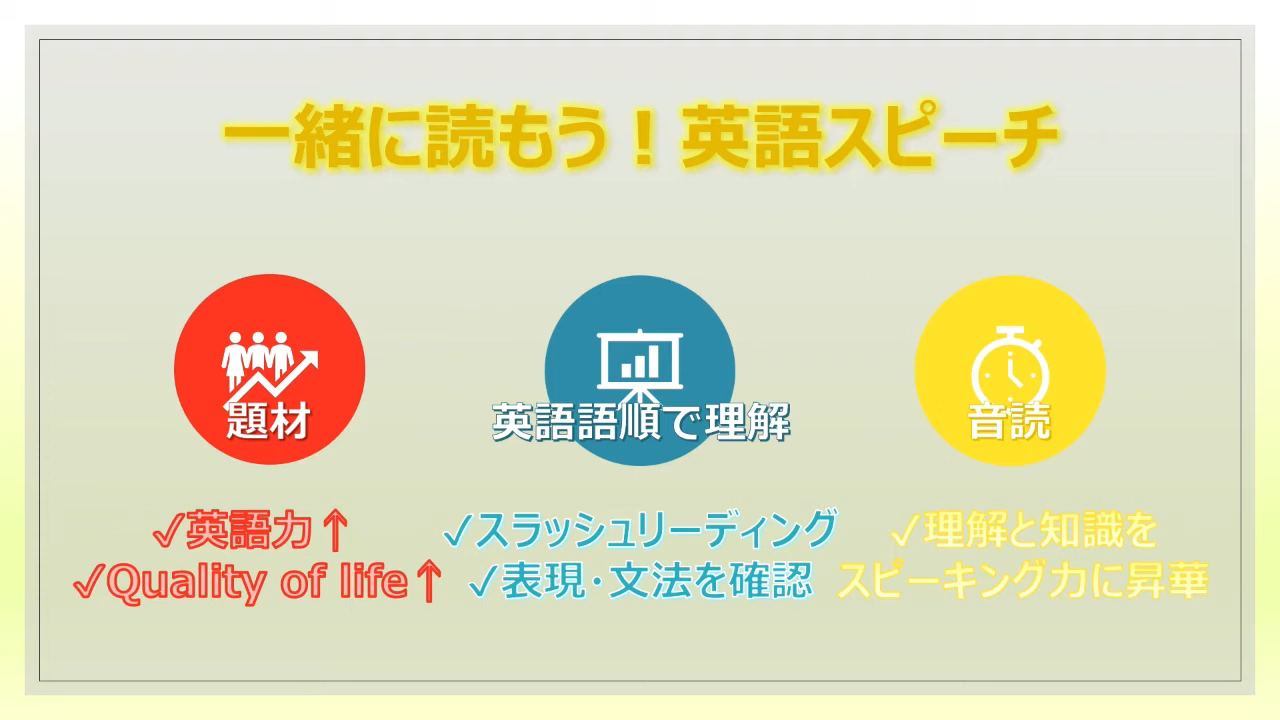 一緒に読もう！英語スピーチ
題材
✓英語力↑
✓Quality of life↑
英語語順で理解
✓スラッシュリーディング
✓表現・文法を確認
音読
✓理解と知識を
スピーキング力に昇華